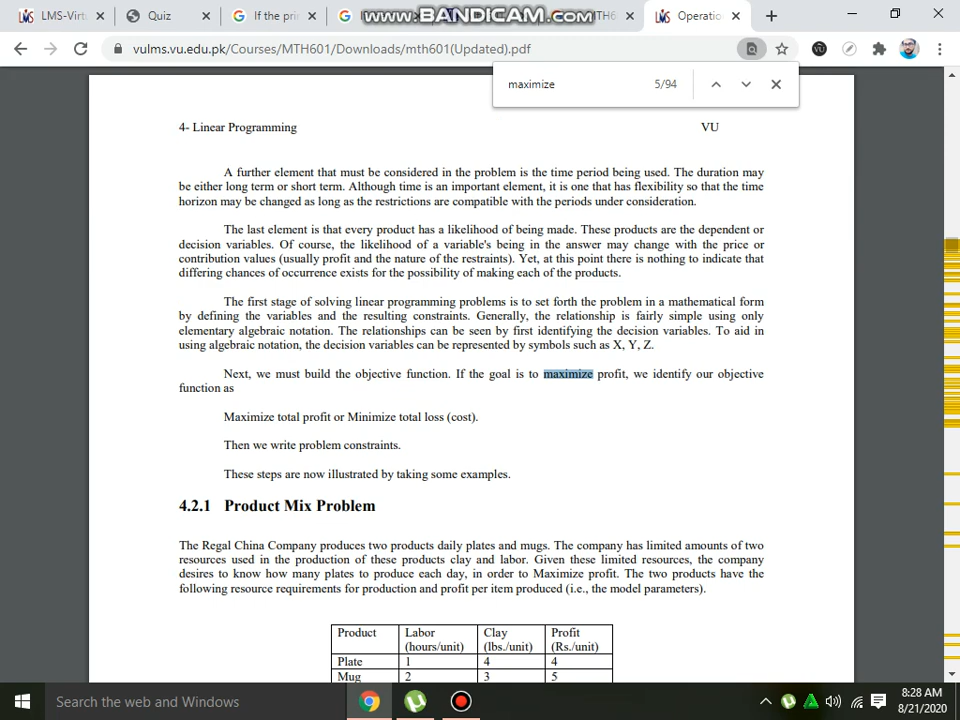 LMS-Virtu
Quiz
If the prin
WWW.BANDICAM.COM
MTH6
Operatio
vulms.vu.edu.pk/Courses/MTH601/Downloads/mth601(Updated).pdf
VU
maximize 5/94
4- Linear Programming VU
A further element that must be considered in the problem is the time period being used. The duration may
be either long term or short term. Although time is an important element, it is one that has flexibility so that the time
horizon may be changed as long as the restrictions are compatible with the periods under consideration.
The last element is that every product has a likelihood of being made. These products are the dependent or
decision variables. Of course, the likelihood of a variable's being in the answer may change with the price or
contribution values (usually profit and the nature of the restraints). Yet, at this point there is nothing to indicate that
differing chances of occurrence exists for the possibility of making each of the products.
The first stage of solving linear programming problems is to set forth the problem in a mathematical form
by defining the variables and the resulting constraints. Generally, the relationship is fairly simple using only
elementary algebraic notation. The relationships can be seen by first identifying the decision variables. To aid in
using algebraic notation, the decision variables can be represented by symbols such as X, Y, Z.
Next, we must build the objective function. If the goal is to maximize profit, we identify our objective
function as
Maximize total profit or Minimize total loss (cost).
Then we write problem constraints.
These steps are now illustrated by taking some examples.
4.2.1 Product Mix Problem
The Regal China Company produces two products daily plates and mugs. The company has limited amounts of two
resources used in the production of these products clay and labor. Given these limited resources, the company
desires to know how many plates to produce each day, in order to Maximize profit. The two products have the
following resource requirements for production and profit per item produced (i.e., the model parameters).
Product Labor Clay Profit
(hours/unit) (lbs./unit) (Rs./unit)
Plate 1 4 4
Mug 2 3 5
Search the web and Windows
8:28 AM
8/21/2020